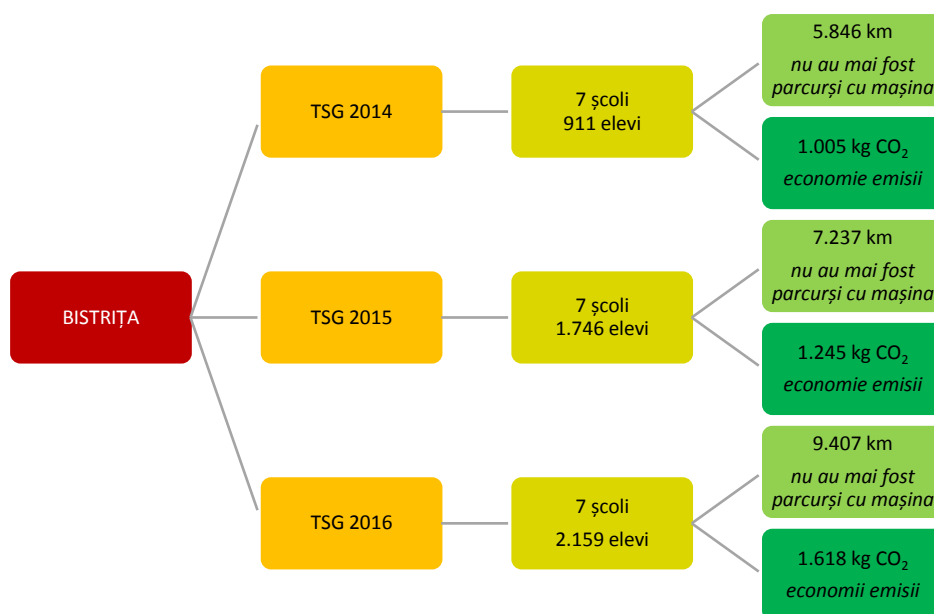 BISTRIȚA
TSG 2014
7 școli
911 elevi
5.846 km
nu au mai fost
parcurși cu mașina
1.005 kg CO₂
economie emisii
TSG 2015
7 școli
1.746 elevi
7.237 km
nu au mai fost
parcurși cu mașina
1.245 kg CO₂
economie emisii
TSG 2016
7 școli
2.159 elevi
9.407 km
nu au mai fost
parcurși cu mașina
1.618 kg CO₂
economii emisii